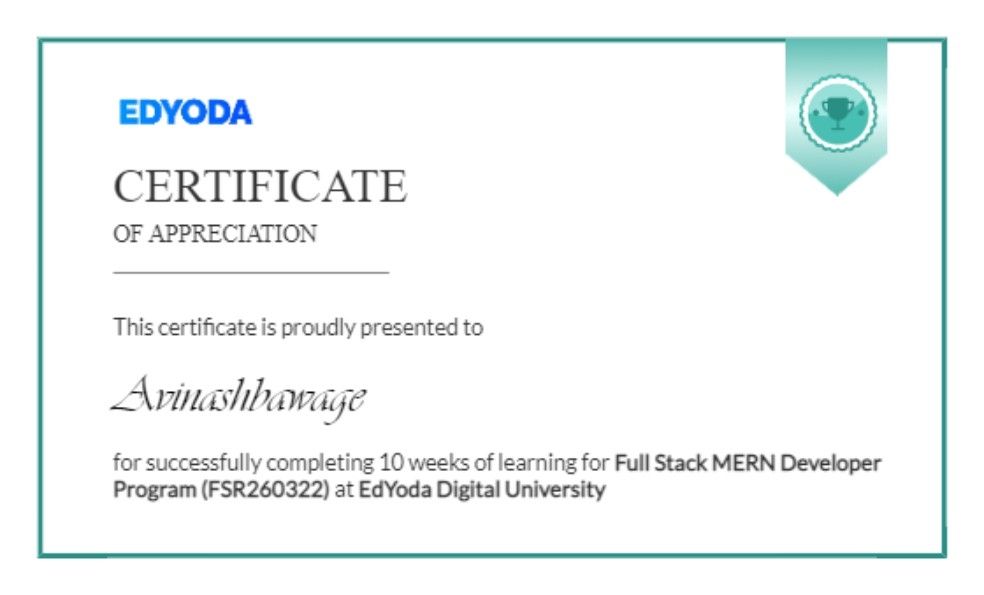 EDYODA
CERTIFICATE
OF APPRECIATION
This certificate is proudly presented to
Avinashbawage
for successfully completing 10 weeks of learning for Full Stack MERN Developer
Program (FSR260322) at EdYoda Digital University